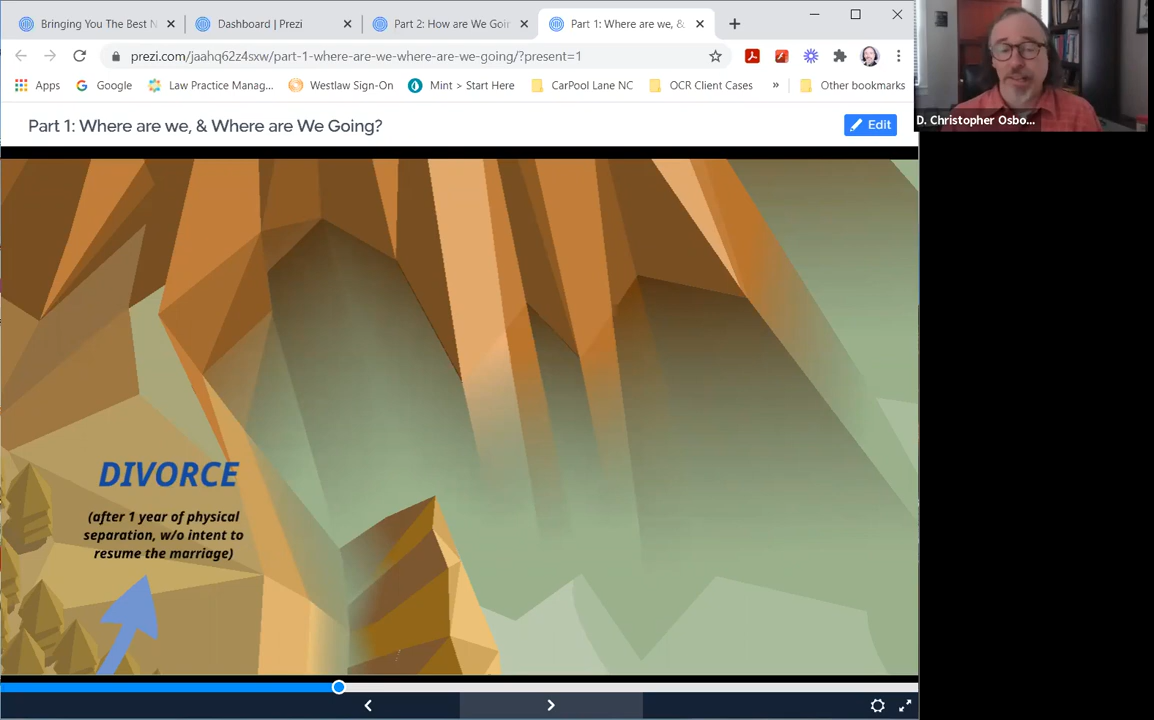 Bringing You The Best N
Dashboard | Prezi
Part 2: How are We Goi
Part 1: Where are we, &
prezi.com/jaahq62z4sxw/part-1-where-are-we-where-are-we-going/?present=1
Apps
Google
Law Practice Manag...
Westlaw Sign-On
Mint > Start Here
CarPool Lane NC
OCR Client Cases
»
Other bookmarks
Part 1: Where are we, & Where are We Going?
Edit
D. Christopher Osbo...
DIVORCE
(after 1 year of physical
separation, w/o intent to
resume the marriage)